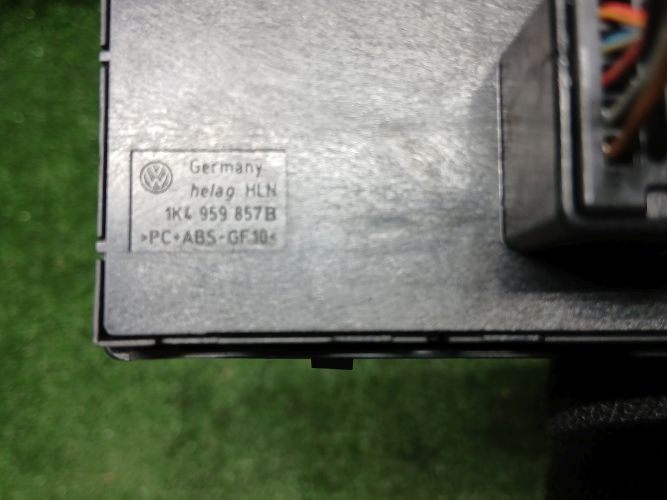 Germany
helag HLN
1K4 959 857B
>PC+ABS-GF10<